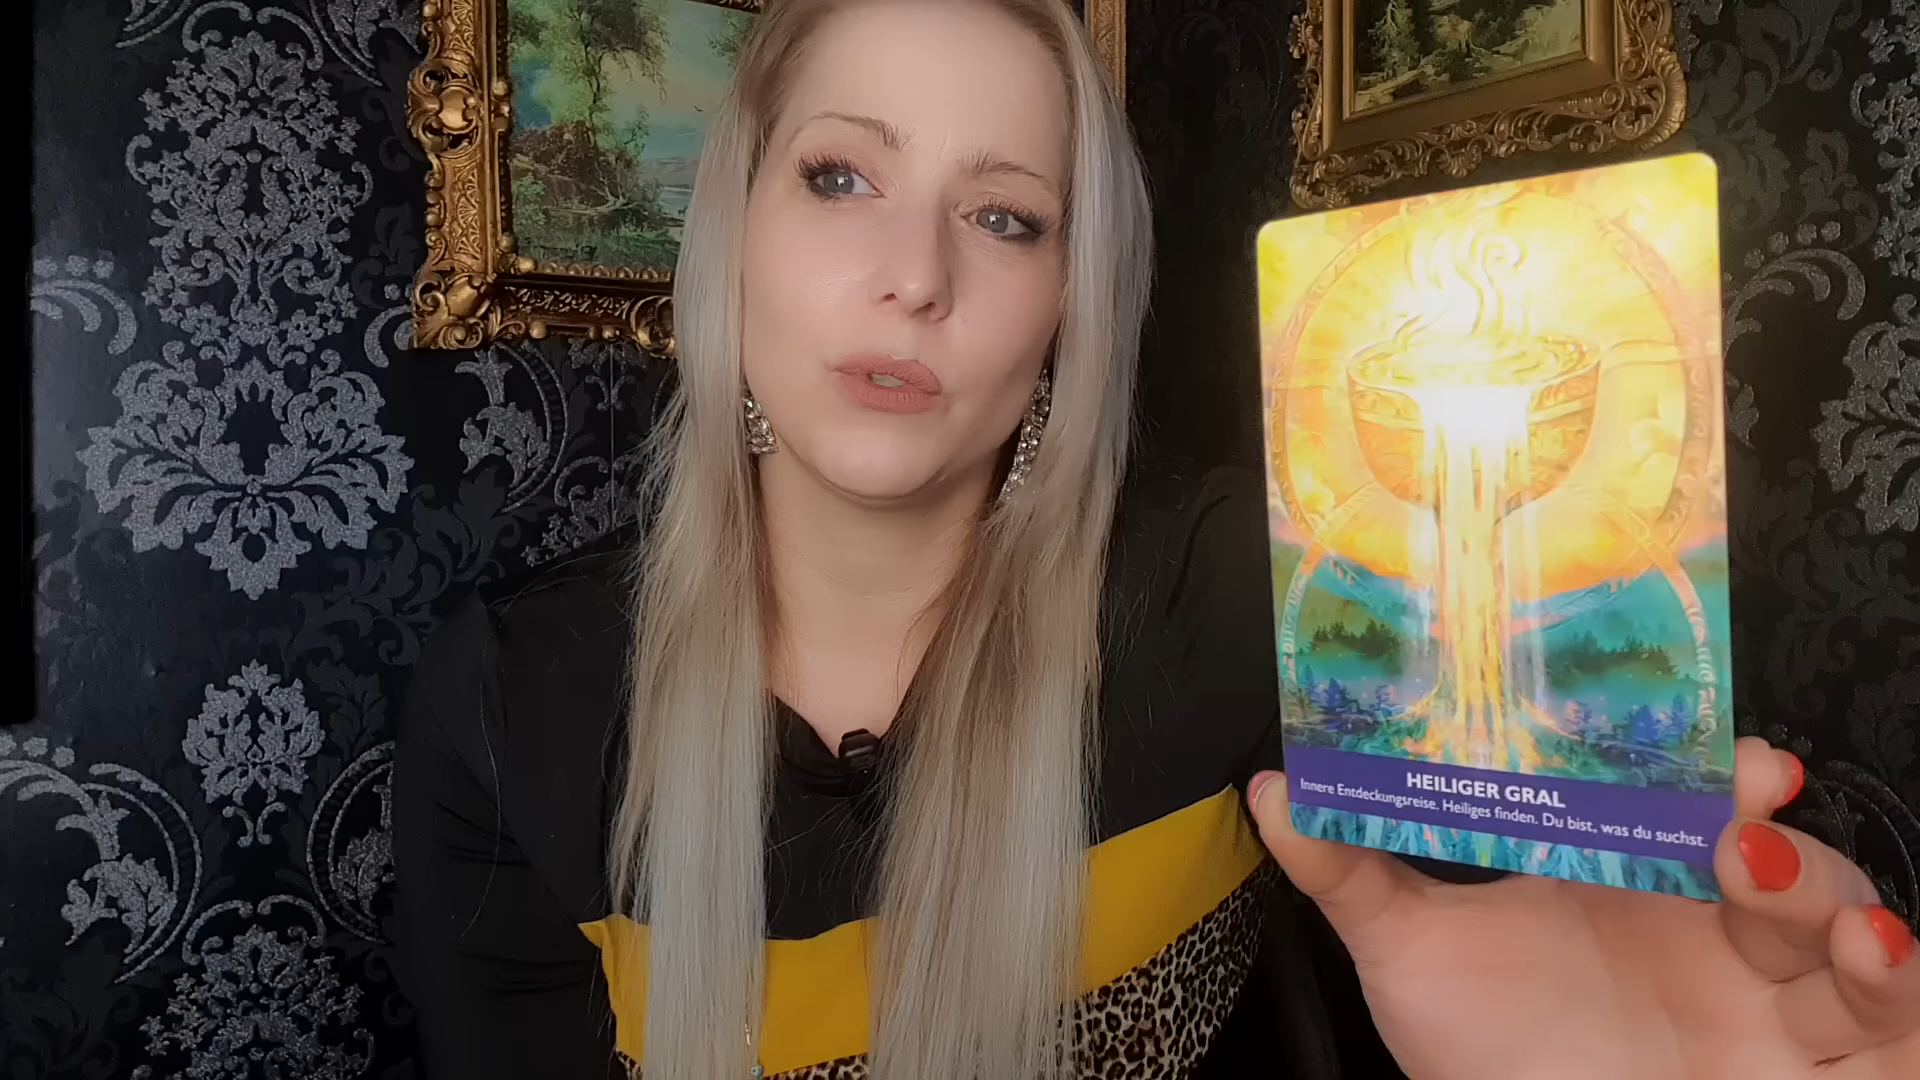 HEILIGER GRAL
Innere Entdeckungsreise. Heiliges finden. Du bist, was du suchst.